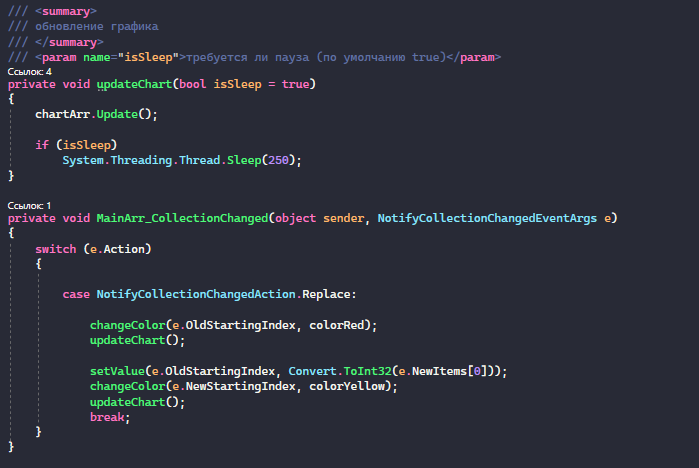 /// <summary>
/// обновление графика
/// </summary>
/// <param name="isSleep">требуется ли пауза (по умолчанию true)</param>
Ссылок: 4
private void updateChart(bool isSleep = true)
{
chartArr.Update();
if (isSleep)
System.Threading.Thread.Sleep(250);
}
Ссылок: 1
private void MainArr_CollectionChanged(object sender, NotifyCollectionChangedEventArgs e)
{
switch (e.Action)
{
case NotifyCollectionChangedAction.Replace:
changeColor(e.OldStartingIndex, colorRed);
updateChart();
setValue(e.OldStartingIndex, Convert.ToInt32(e.NewItems[0]));
changeColor(e.NewStartingIndex, colorYellow);
updateChart();
break;
}
}